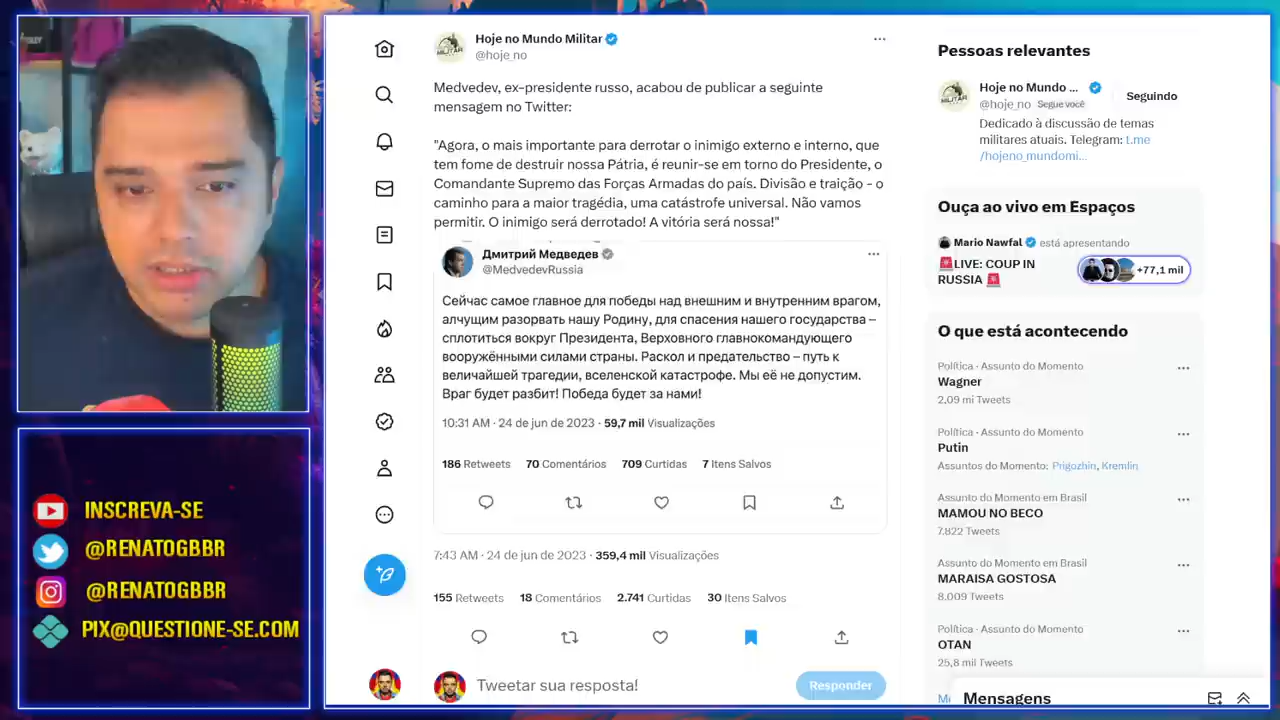 Hoje no Mundo Militar
@hoje_no
Medvedev, ex-presidente russo, acabou de publicar a seguinte
mensagem no Twitter:
"Agora, o mais importante para derrotar o inimigo externo e interno, que
tem fome de destruir nossa Pátria, é reunir-se em torno do Presidente, o
Comandante Supremo das Forças Armadas do país. Divisão e traição - o
caminho para a maior tragédia, uma catástrofe universal. Não vamos
permitir. O inimigo será derrotado! A vitória será nossa!"
Дмитрий Медведев
@MedvedevRussia
Сейчас самое главное для победы над внешним и внутренним врагом,
алчущим разорвать нашу Родину, для спасения нашего государства –
сплотиться вокруг Президента, Верховного главнокомандующего
вооружёнными силами страны. Раскол и предательство – путь к
величайшей трагедии, вселенской катастрофе. Мы её не допустим.
Враг будет разбит! Победа будет за нами!
10:31 AM · 24 de jun de 2023 · 59,7 mil Visualizações
186 Retweets 70 Comentários 709 Curtidas 7 Itens Salvos
7:43 AM · 24 de jun de 2023 · 359,4 mil Visualizações
155 Retweets 18 Comentários 2.741 Curtidas 30 Itens Salvos
Tweetar sua resposta!
Responder
Pessoas relevantes
Hoje no Mundo ...
@hoje_no Segue você
Seguindo
Dedicado à discussão de temas
militares atuais. Telegram: t.me
/hojeno_mundomi...
Ouça ao vivo em Espaços
Mario Nawfal está apresentando
LIVE: COUP IN
RUSSIA
+77,1 mil
O que está acontecendo
Política · Assunto do Momento
Wagner
2,09 mi Tweets
Política · Assunto do Momento
Putin
Assuntos do Momento: Prigozhin, Kremlin
Assunto do Momento em Brasil
MAMOU NO BECO
7.822 Tweets
Assunto do Momento em Brasil
MARAISA GOSTOSA
8.009 Tweets
Política · Assunto do Momento
OTAN
25,8 mil Tweets
Mensagens
INSCREVA-SE
@RENATOGBBR
@RENATOGBBR
PIX@QUESTIONE-SE.COM
MILITAR